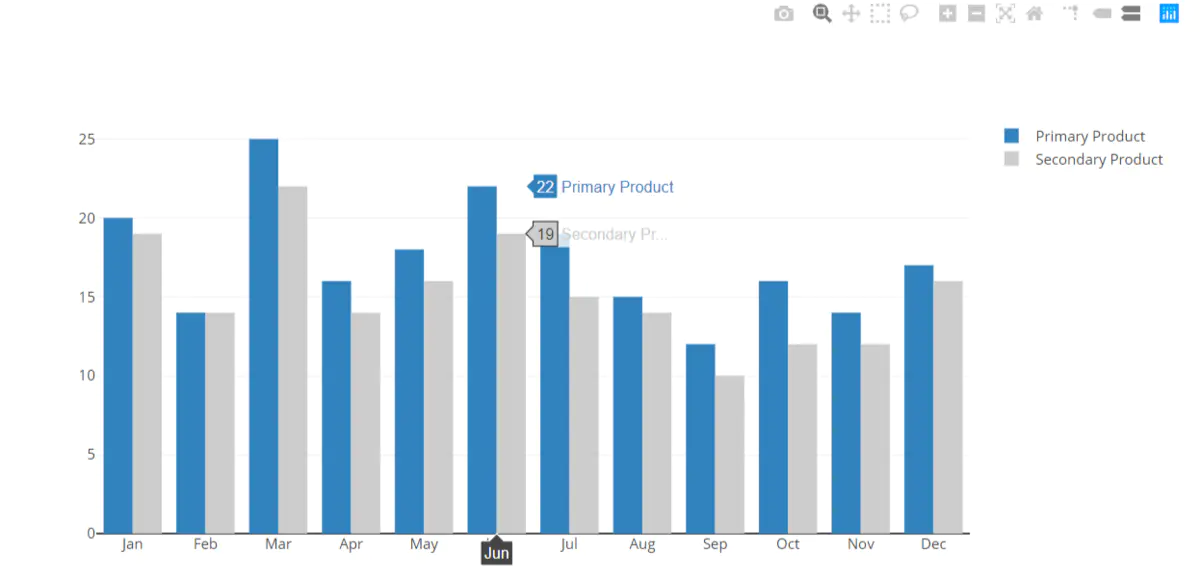 25
Primary Product
Secondary Product
22 Primary Product
20
19 Secondary Pr...
15
10
5
0
Jan Feb Mar Apr May Jun Jul Aug Sep Oct Nov Dec